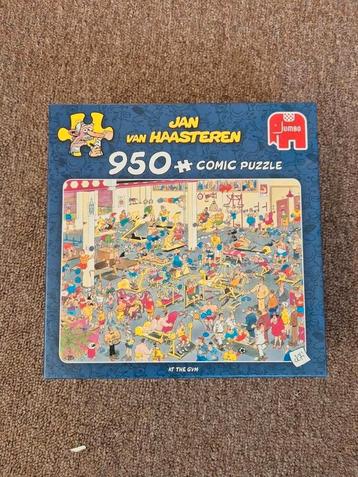 JAN
VAN HAASTEREN
JUMBO
950 COMIC PUZZLE
AT THE GYM